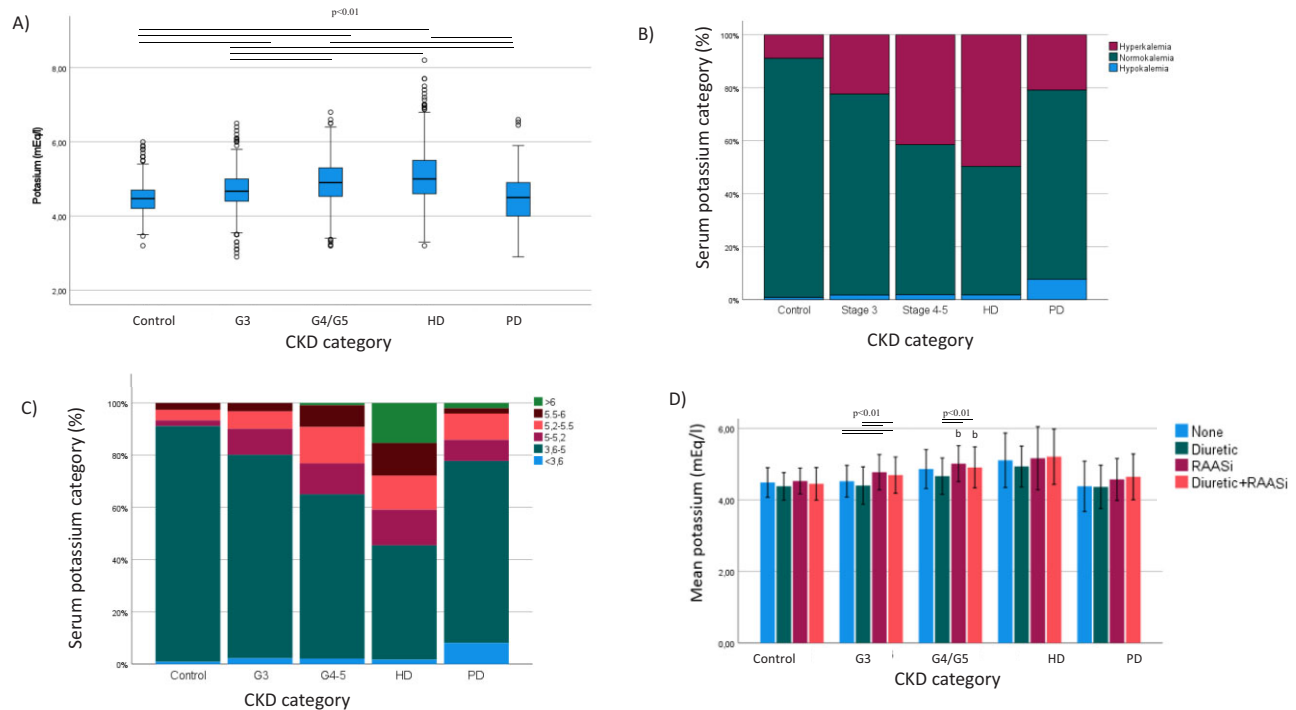 A)
p<0.01
8,00
6,00
4,00
2,00
Potasium (mEq/l)
Control G3 G4/G5 HD PD
CKD category
B)
100%
80%
60%
40%
20%
0%
Serum potassium category (%)
Hyperkalemia
Normokalemia
Hypokalemia
Control Stage 3 Stage 4-5 HD PD
CKD category
C)
100%
80%
60%
40%
20%
0%
Serum potassium category (%)
>6
5.5-6
5,2-5.5
5-5,2
3,6-5
<3,6
Control G3 G4-5 HD PD
CKD category
D)
p<0.01 p<0.01
b b
6,00
4,00
2,00
0,00
Mean potassium (mEq/l)
None
Diuretic
RAASi
Diuretic+RAASi
Control G3 G4/G5 HD PD
CKD category